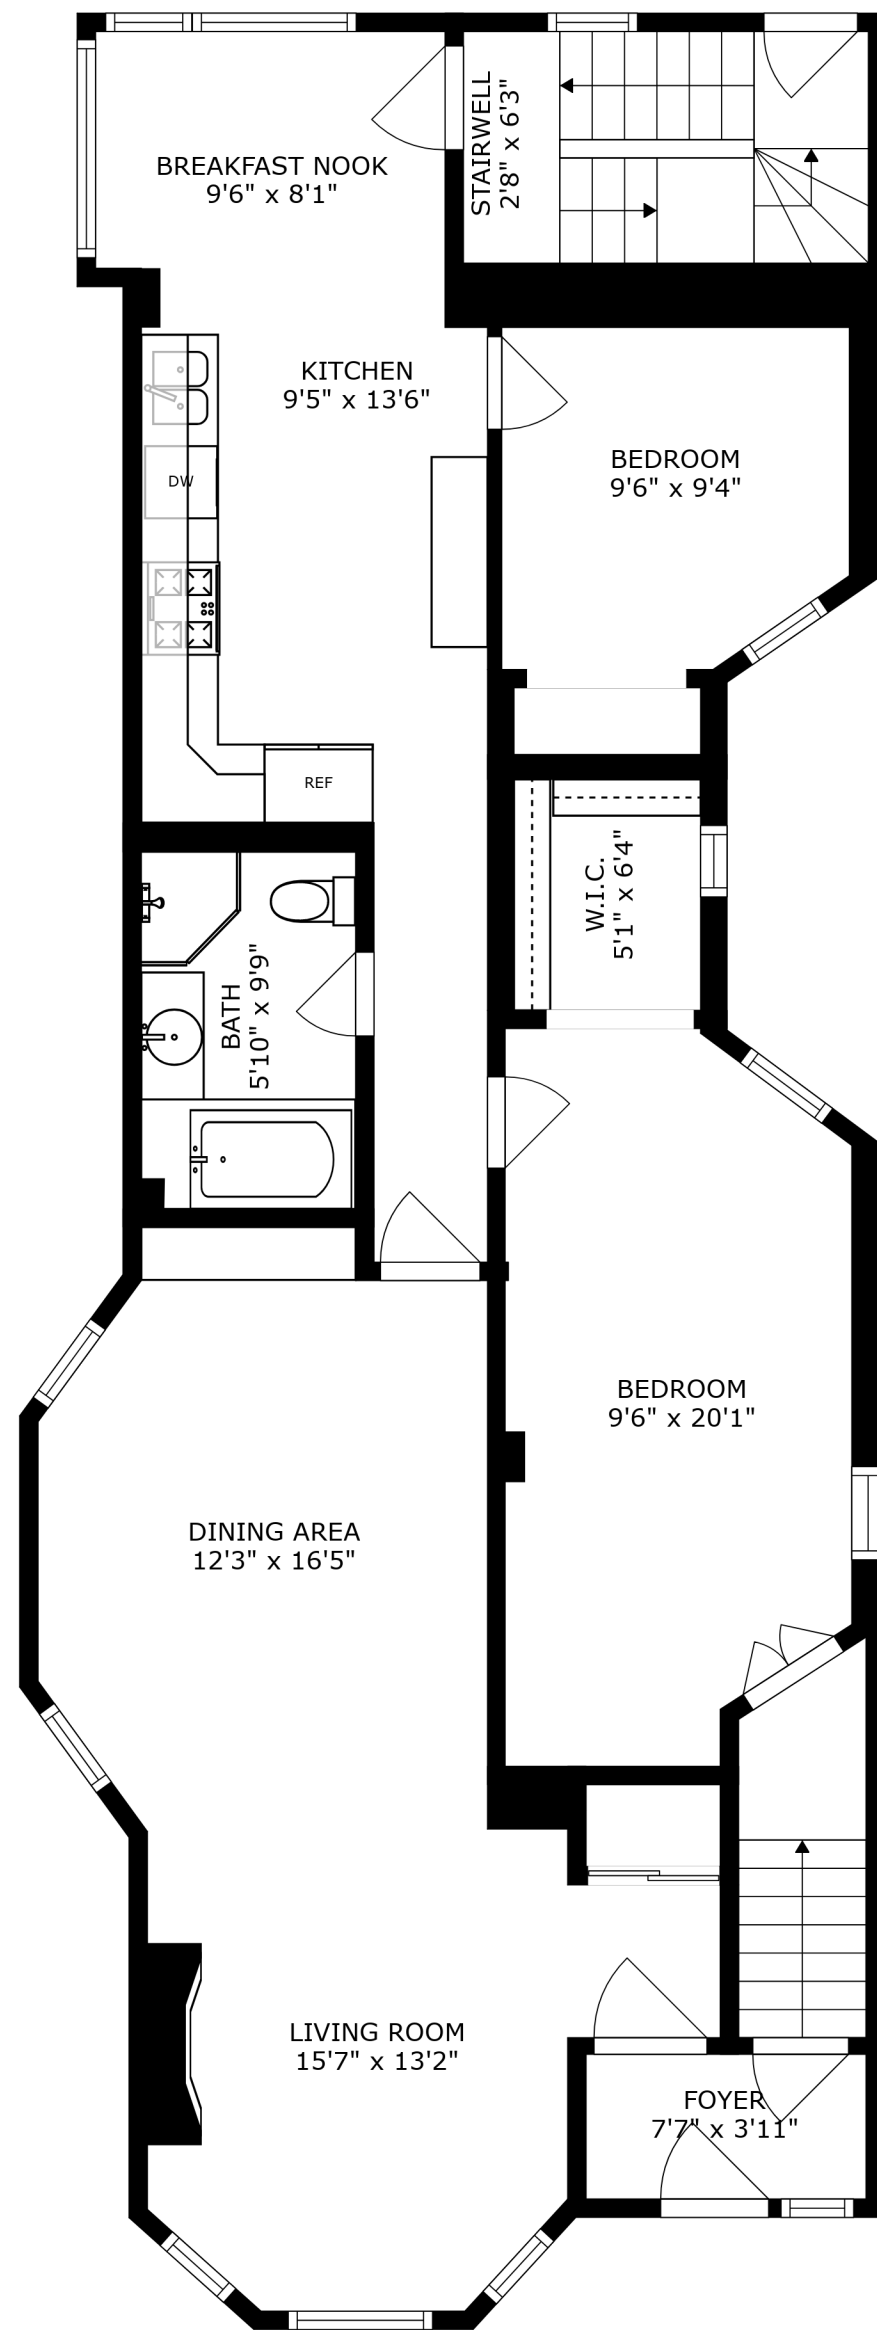 BREAKFAST NOOK
9'6" x 8'1"
STAIRWELL
2'8" x 6'3"
KITCHEN
9'5" x 13'6"
BEDROOM
9'6" x 9'4"
DW
REF
W.I.C.
5'1" x 6'4"
BATH
5'10" x 9'9"
BEDROOM
9'6" x 20'1"
DINING AREA
12'3" x 16'5"
LIVING ROOM
15'7" x 13'2"
FOYER
7'7" x 3'11"